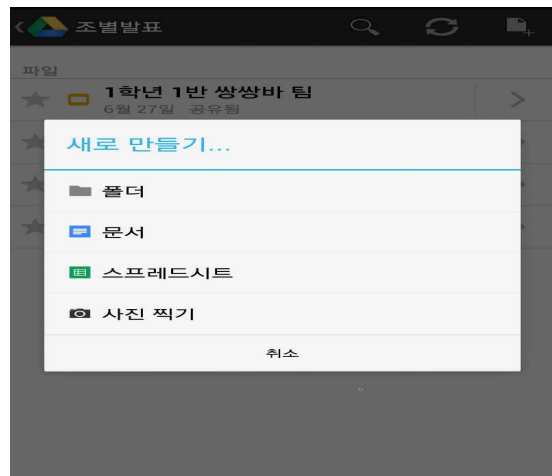 조별발표
파일
1학년 1반 쌍쌍바 팀
6월 27일 공유됨
새로 만들기...
폴더
문서
스프레드시트
사진 찍기
취소